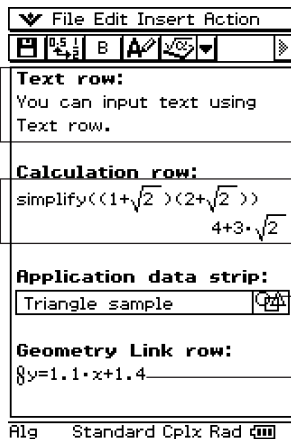 File Edit Insert Action
B
Text row:
You can input text using
Text row.
Calculation row:
simplify((1+√2)(2+√2))
4+3·√2
Application data strip:
Triangle sample
Geometry Link row:
y=1.1·x+1.4
Alg Standard Cplx Rad